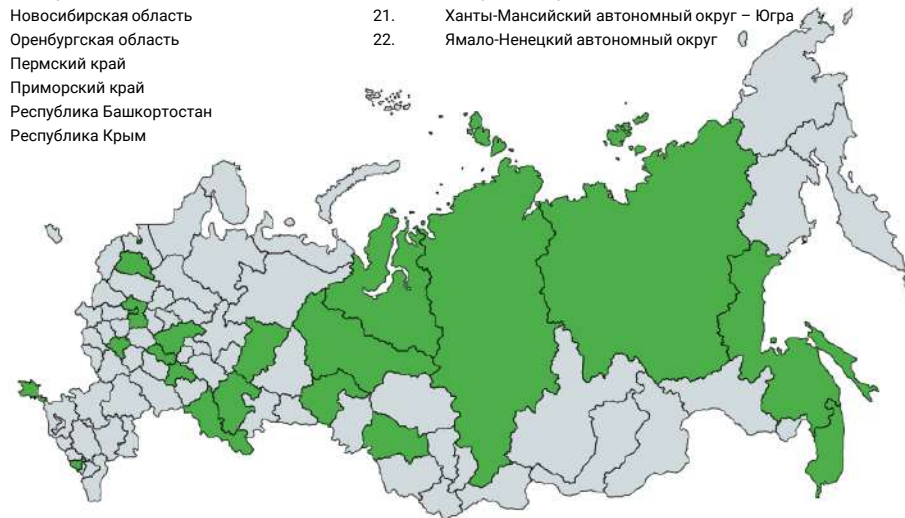 Новосибирская область
Оренбургская область
Пермский край
Приморский край
Республика Башкортостан
Республика Крым
21. Ханты-Мансийский автономный округ – Югра
22. Ямало-Ненецкий автономный округ